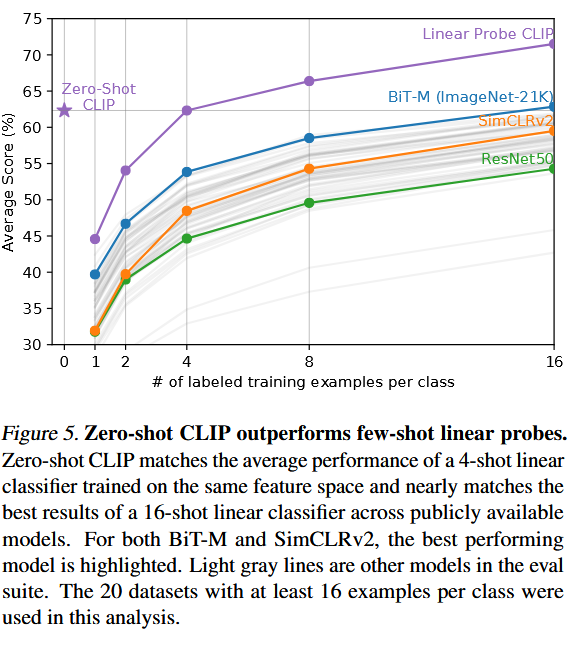 75
70
65
60
55
50
45
40
35
30
Average Score (%)
Linear Probe CLIP
Zero-Shot
CLIP
BiT-M (ImageNet-21K)
SimCLRv2
ResNet50
0 1 2 4 8 16
# of labeled training examples per class
Figure 5. Zero-shot CLIP outperforms few-shot linear probes.
Zero-shot CLIP matches the average performance of a 4-shot linear
classifier trained on the same feature space and nearly matches the
best results of a 16-shot linear classifier across publicly available
models. For both BiT-M and SimCLRv2, the best performing
model is highlighted. Light gray lines are other models in the eval
suite. The 20 datasets with at least 16 examples per class were
used in this analysis.